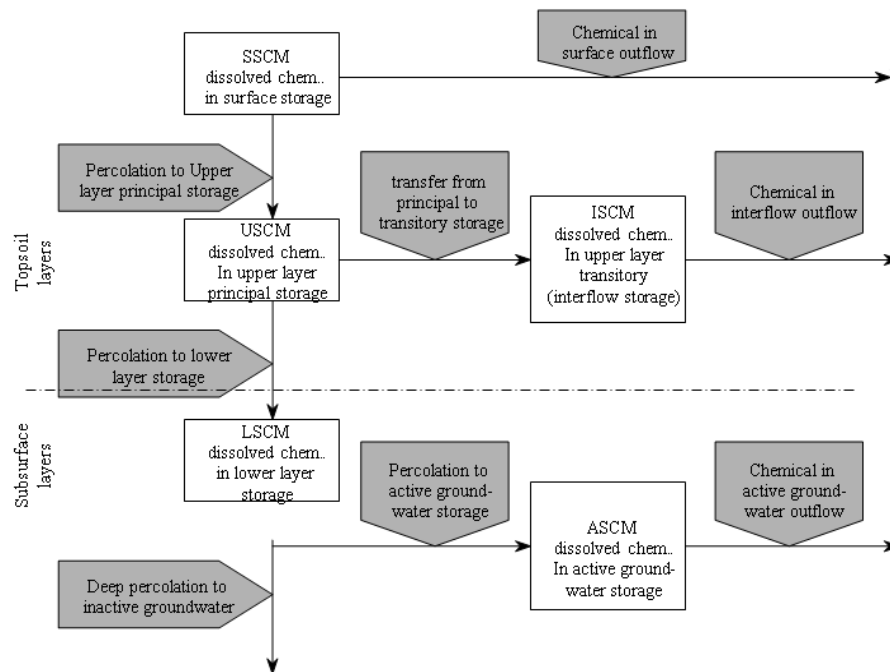 SSCM
dissolved chem..
in surface storage
Chemical in
surface outflow
Percolation to Upper
layer principal storage
transfer from
principal to
transitory storage
Chemical in
interflow outflow
Topsoil
layers
USCM
dissolved chem..
In upper layer
principal storage
ISCM
dissolved chem..
In upper layer
transitory
(interflow storage)
Percolation to lower
layer storage
Subsurface
layers
LSCM
dissolved chem..
in lower layer
storage
Percolation to
active ground-
water storage
Chemical in
active ground-
water outflow
Deep percolation to
inactive groundwater
ASCM
dissolved chem..
In active ground-
water storage